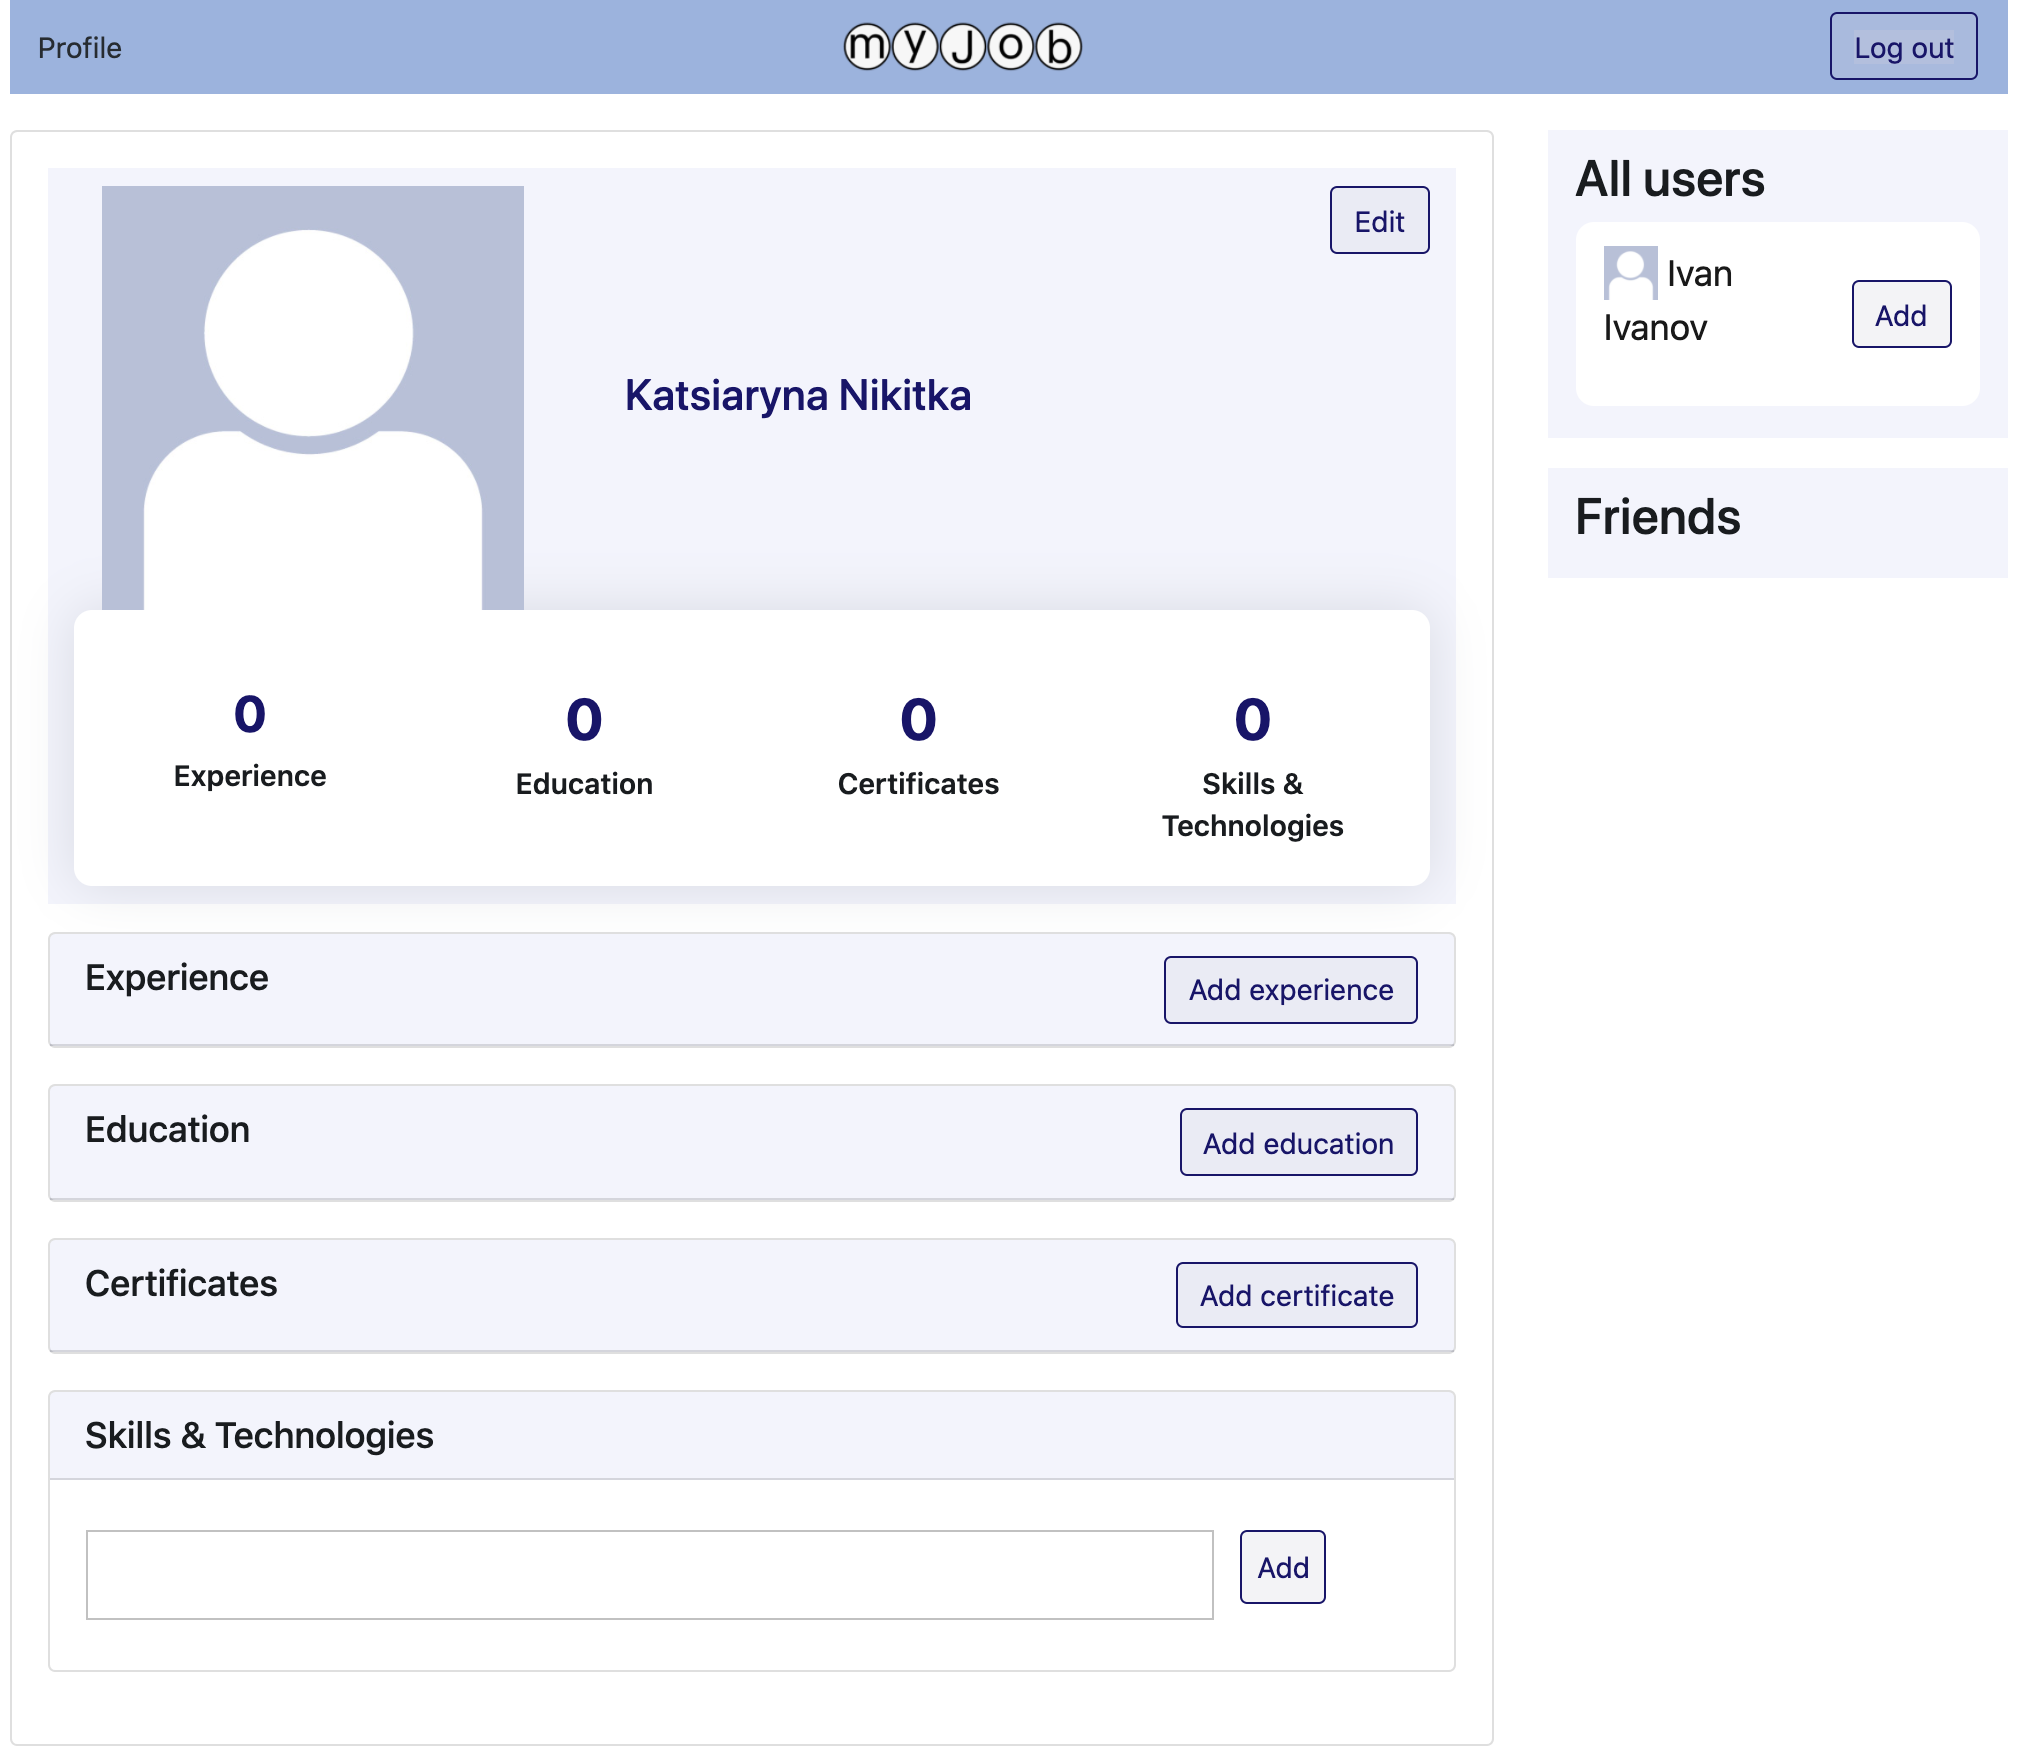 Profile
myJob
Log out
Edit
Katsiaryna Nikitka
0
Experience
0
Education
0
Certificates
0
Skills &
Technologies
Experience
Add experience
Education
Add education
Certificates
Add certificate
Skills & Technologies
Add
All users
Ivan
Ivanov
Add
Friends